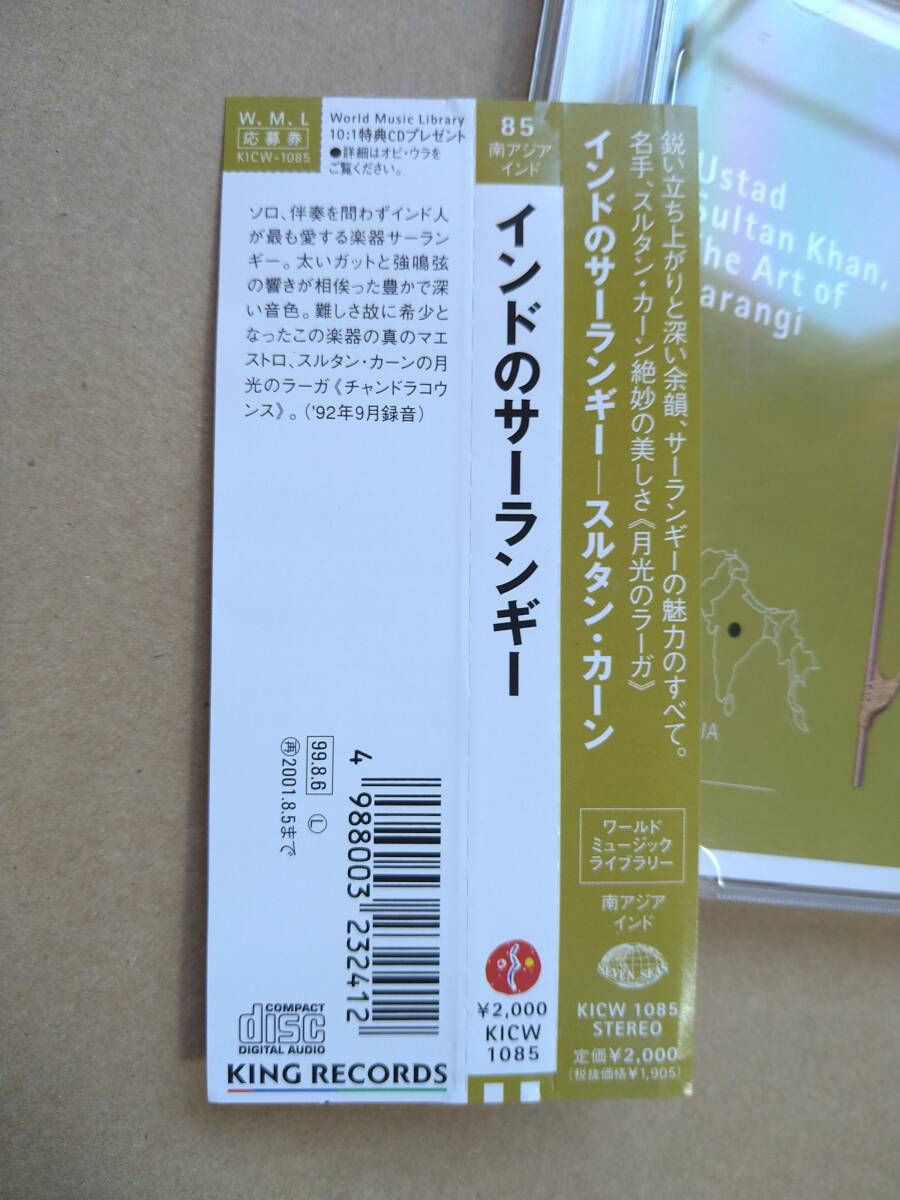 W. M. L
応募券
KICW-1085
World Music Library
10:1特典CDプレゼント
●詳細はオビ・ウラを
ご覧ください。
ソロ、伴奏を問わずインド人
が最も愛する楽器サーラン
ギー。太いガットと強鳴弦
の響きが相俟った豊かで深
い音色。難しさ故に希少と
なったこの楽器の真のマエ
ストロ、スルタン・カーンの月
光のラーガ《チャンドラコウ
ンス》。('92年9月録音)
99.8.6 Ⓛ
㊢2001.8.5まで
4 988003 232412
COMPACT
disc
DIGITAL AUDIO
KING RECORDS
85
南アジア
インド
インドのサーランギー
¥2,000
KICW
1085
鋭い立ち上がりと深い余韻、サーランギーの魅力のすべて。
名手、スルタン・カーン絶妙の美しさ《月光のラーガ》
インドのサーランギー―スルタン・カーン
ワールド
ミュージック
ライブラリー
南アジア
インド
SEVEN SEAS
KICW 1085
STEREO
定価¥2,000
(税抜価格¥1,905)
Ustad
Sultan Khan,
The Art of
Sarangi